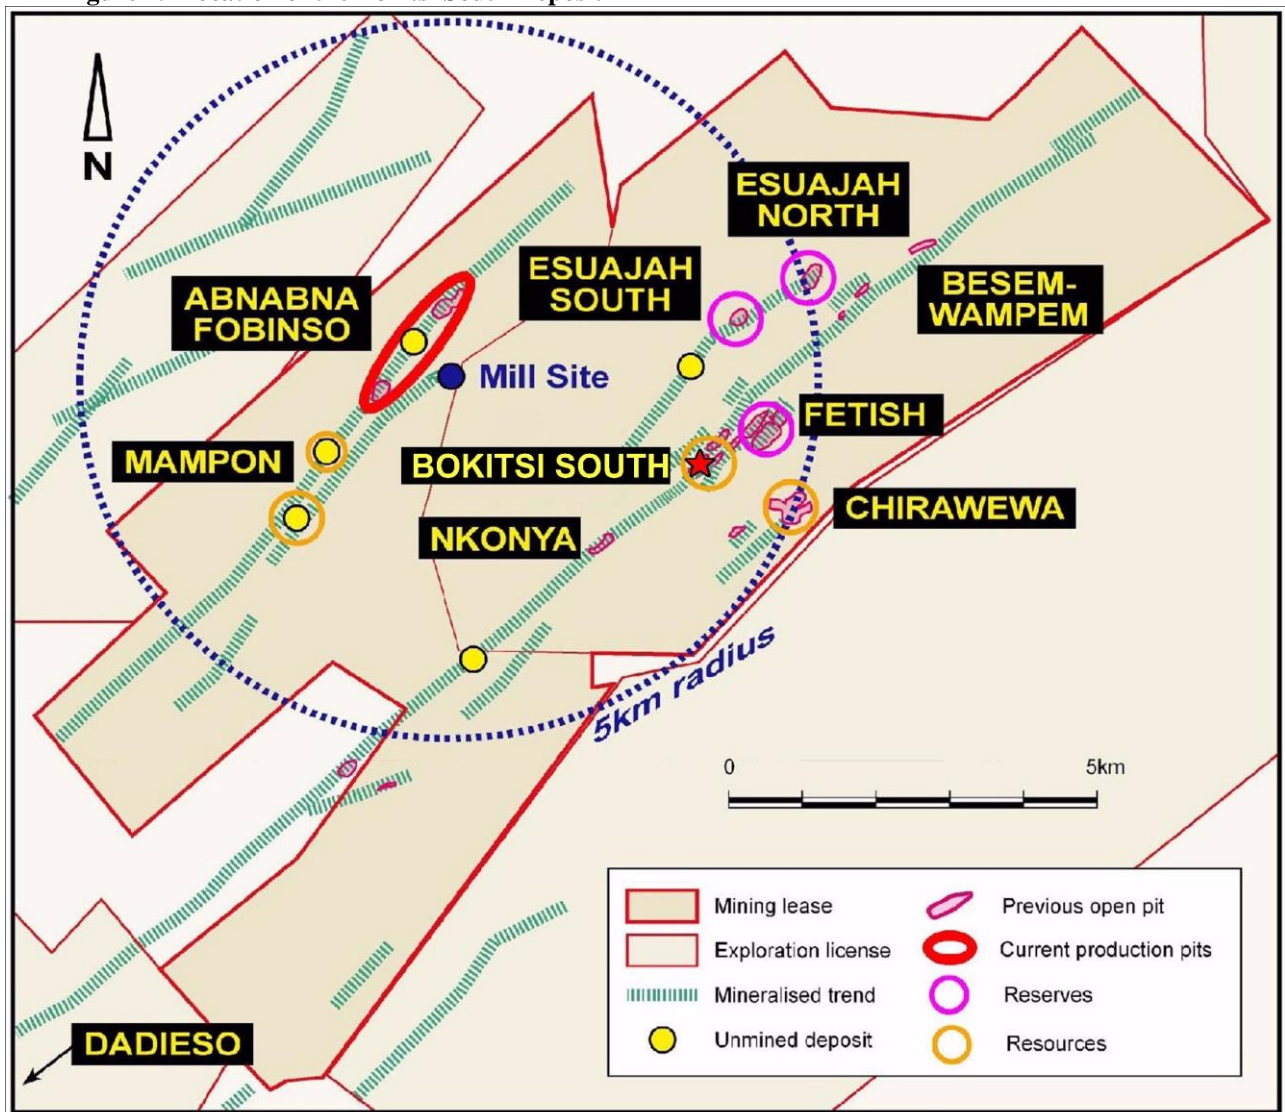 N
ESUAJAH
NORTH
ESUAJAH
SOUTH
BESEM-
WAMPEM
ABNABNA
FOBINSO
Mill Site
FETISH
MAMPON
BOKITSI SOUTH
CHIRAWEWA
NKONYA
5km radius
0 5km
Mining lease
Exploration license
Mineralised trend
Unmined deposit
Previous open pit
Current production pits
Reserves
Resources
DADIESO